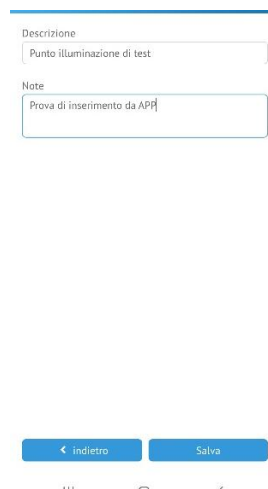 Descrizione
Punto illuminazione di test
Note
Prova di inserimento da APP
indietro
Salva